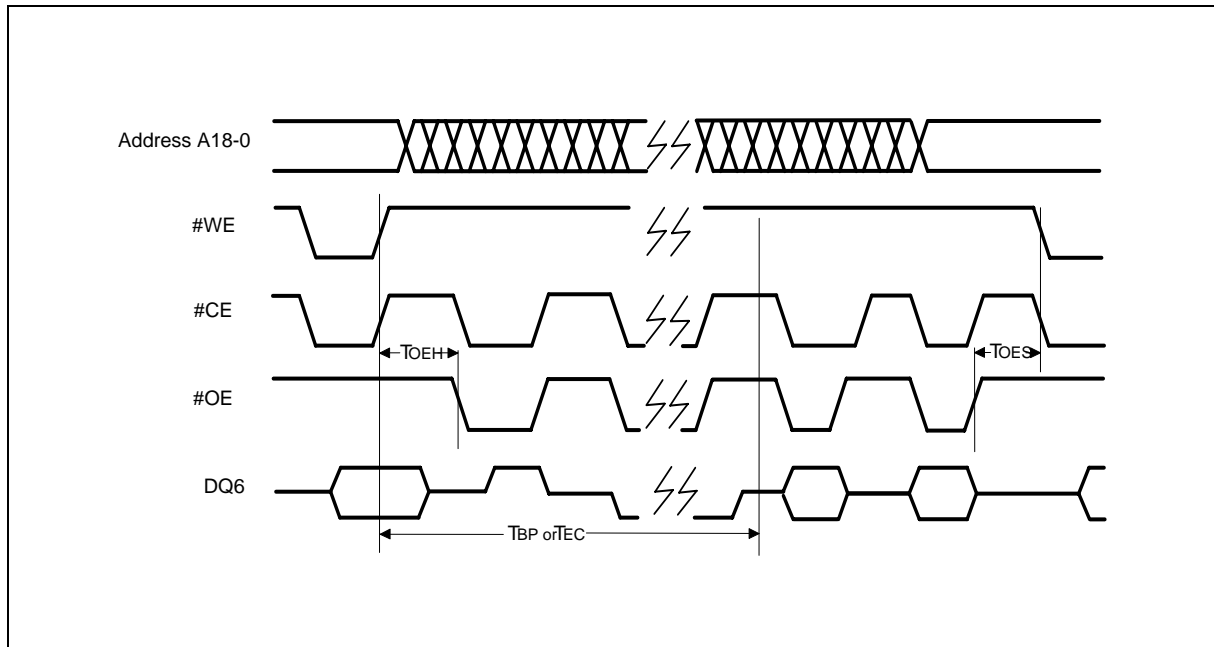 Address A18-0
#WE
#CE
TOEH
TOES
#OE
DQ6
TBP orTEC